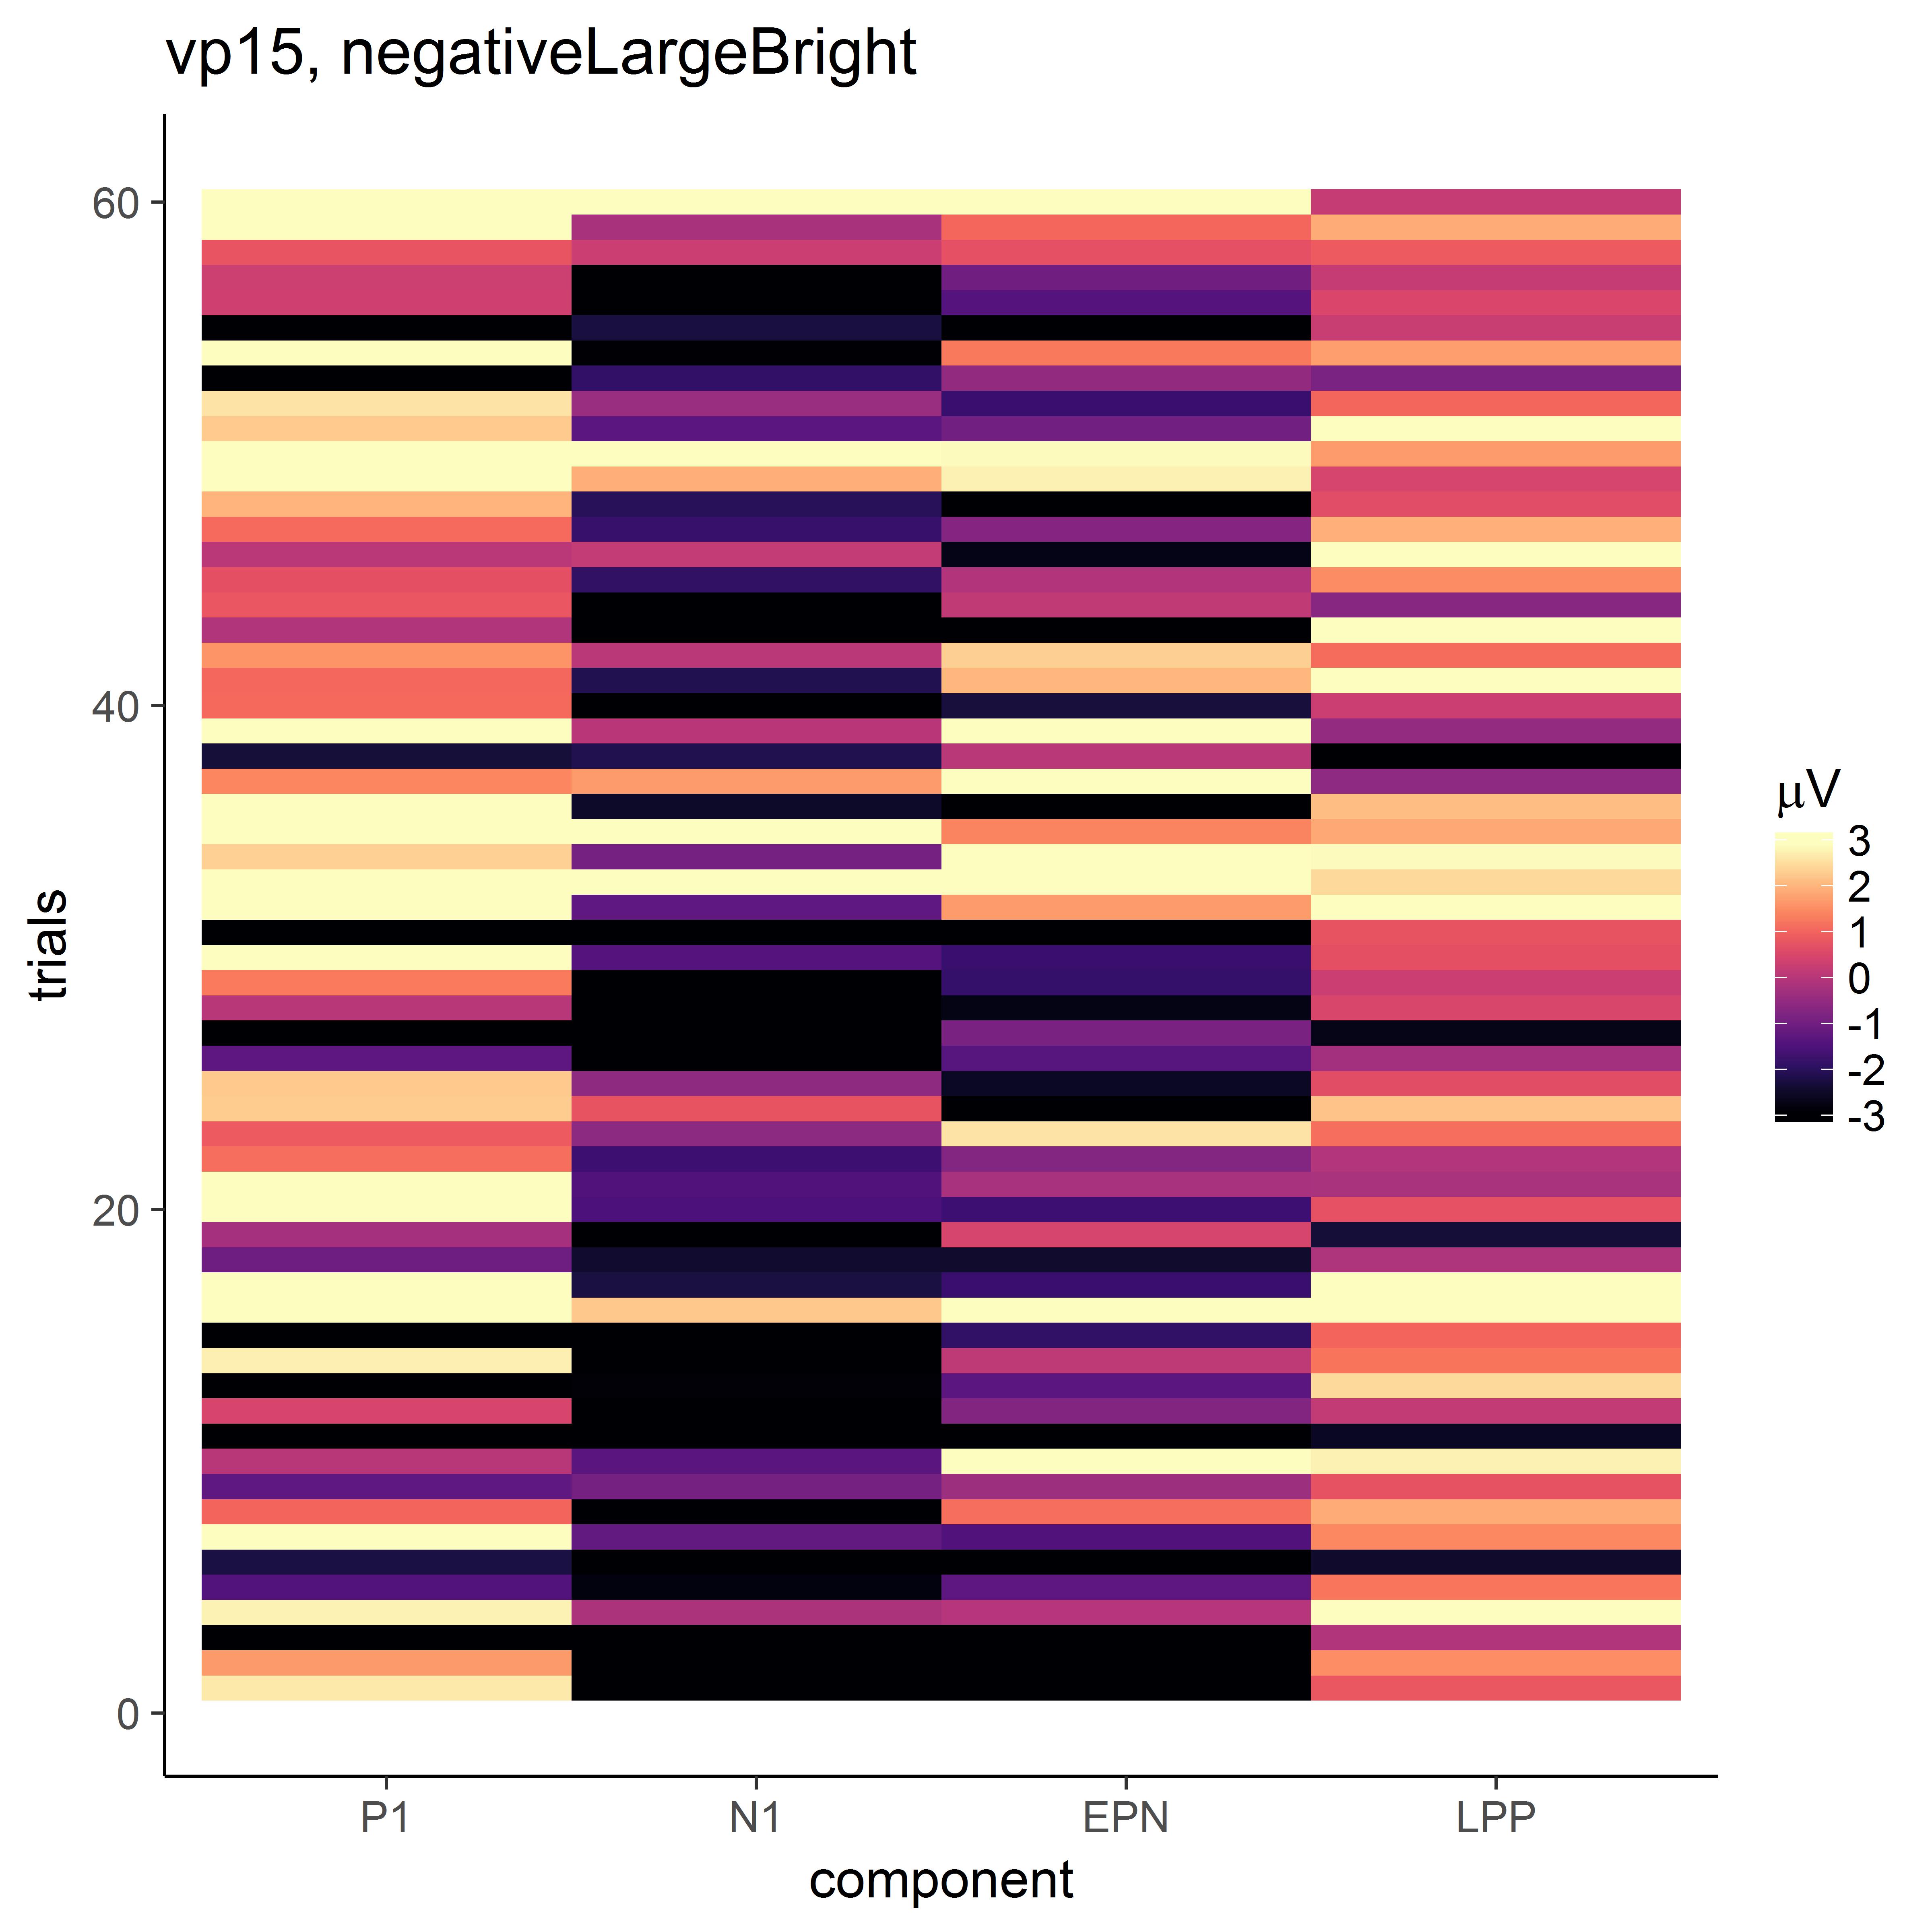 vp15, negativeLargeBright
60
40
20
0
trials
P1 N1 EPN LPP
component
μV
3
2
1
0
-1
-2
-3